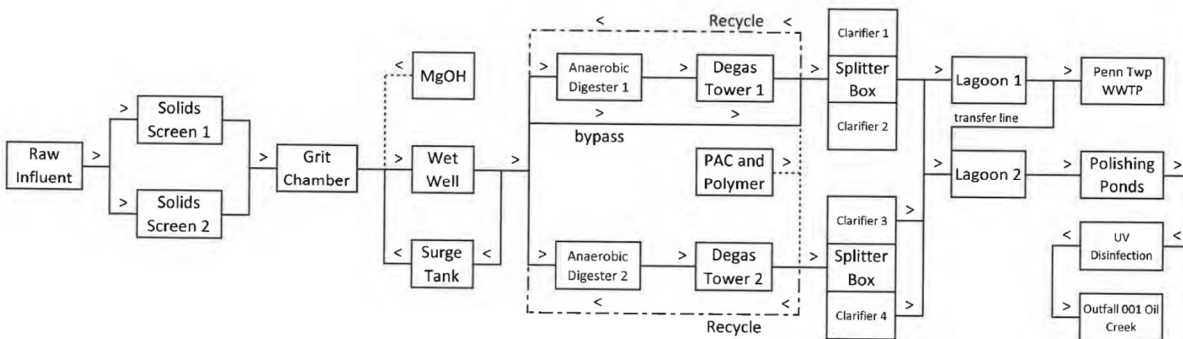 Raw
Influent
Solids
Screen 1
Solids
Screen 2
Grit
Chamber
MgOH
Wet
Well
Surge
Tank
Recycle
Anaerobic
Digester 1
Degas
Tower 1
bypass
PAC and
Polymer
Anaerobic
Digester 2
Degas
Tower 2
Recycle
Clarifier 1
Splitter
Box
Clarifier 2
Clarifier 3
Splitter
Box
Clarifier 4
Lagoon 1
transfer line
Lagoon 2
Penn Twp
WWTP
Polishing
Ponds
UV
Disinfection
Outfall 001 Oil
Creek